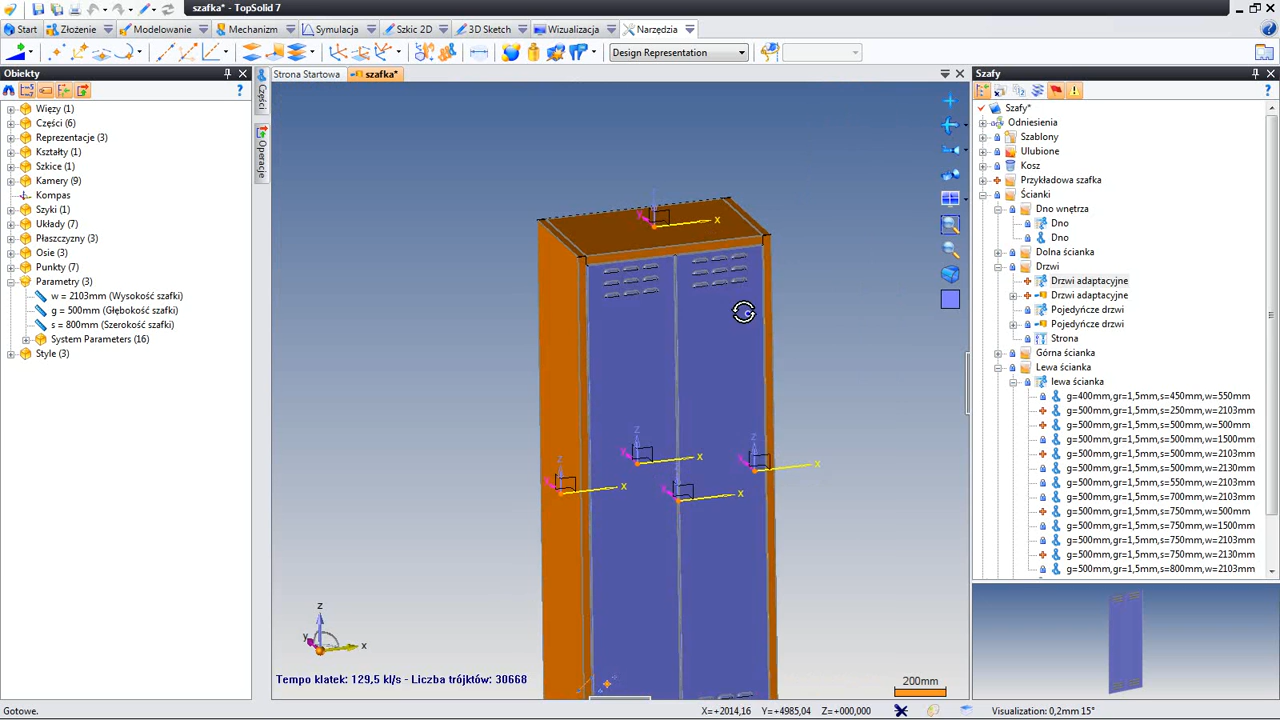 szafka* - TopSolid 7
Start Złożenie Modelowanie Mechanizm Symulacja Szkic 2D 3D Sketch Wizualizacja Narzędzia
Design Representation
Obiekty
Więzy (1)
Części (6)
Reprezentacje (3)
Kształty (1)
Szkice (1)
Kamery (9)
Kompas
Szyki (1)
Układy (7)
Płaszczyzny (3)
Osie (3)
Punkty (7)
Parametry (3)
w = 2103mm (Wysokość szafki)
g = 500mm (Głębokość szafki)
s = 800mm (Szerokość szafki)
System Parameters (16)
Style (3)
Części
Operacje
Strona Startowa szafka*
x
x
z
x
z
x
z
x
z
y
x
Tempo klatek: 129,5 kl/s - Liczba trójktów: 30668
200mm
Szafy
Szafy*
Odniesienia
Szablony
Ulubione
Kosz
Przykładowa szafka
Ścianki
Dno wnętrza
Dno
Dno
Dolna ścianka
Drzwi
Drzwi adaptacyjne
Drzwi adaptacyjne
Pojedyńcze drzwi
Pojedyńcze drzwi
Strona
Górna ścianka
Lewa ścianka
lewa ścianka
g=400mm,gr=1,5mm,s=450mm,w=550mm
g=500mm,gr=1,5mm,s=250mm,w=2103mm
g=500mm,gr=1,5mm,s=500mm,w=500mm
g=500mm,gr=1,5mm,s=500mm,w=1500mm
g=500mm,gr=1,5mm,s=500mm,w=2103mm
g=500mm,gr=1,5mm,s=500mm,w=2130mm
g=500mm,gr=1,5mm,s=550mm,w=2103mm
g=500mm,gr=1,5mm,s=700mm,w=2103mm
g=500mm,gr=1,5mm,s=750mm,w=500mm
g=500mm,gr=1,5mm,s=750mm,w=1500mm
g=500mm,gr=1,5mm,s=750mm,w=2103mm
g=500mm,gr=1,5mm,s=750mm,w=2130mm
g=500mm,gr=1,5mm,s=800mm,w=2103mm
Gotowe.
X=+2014,16 Y=+4985,04 Z=+000,000
Visualization: 0,2mm 15°